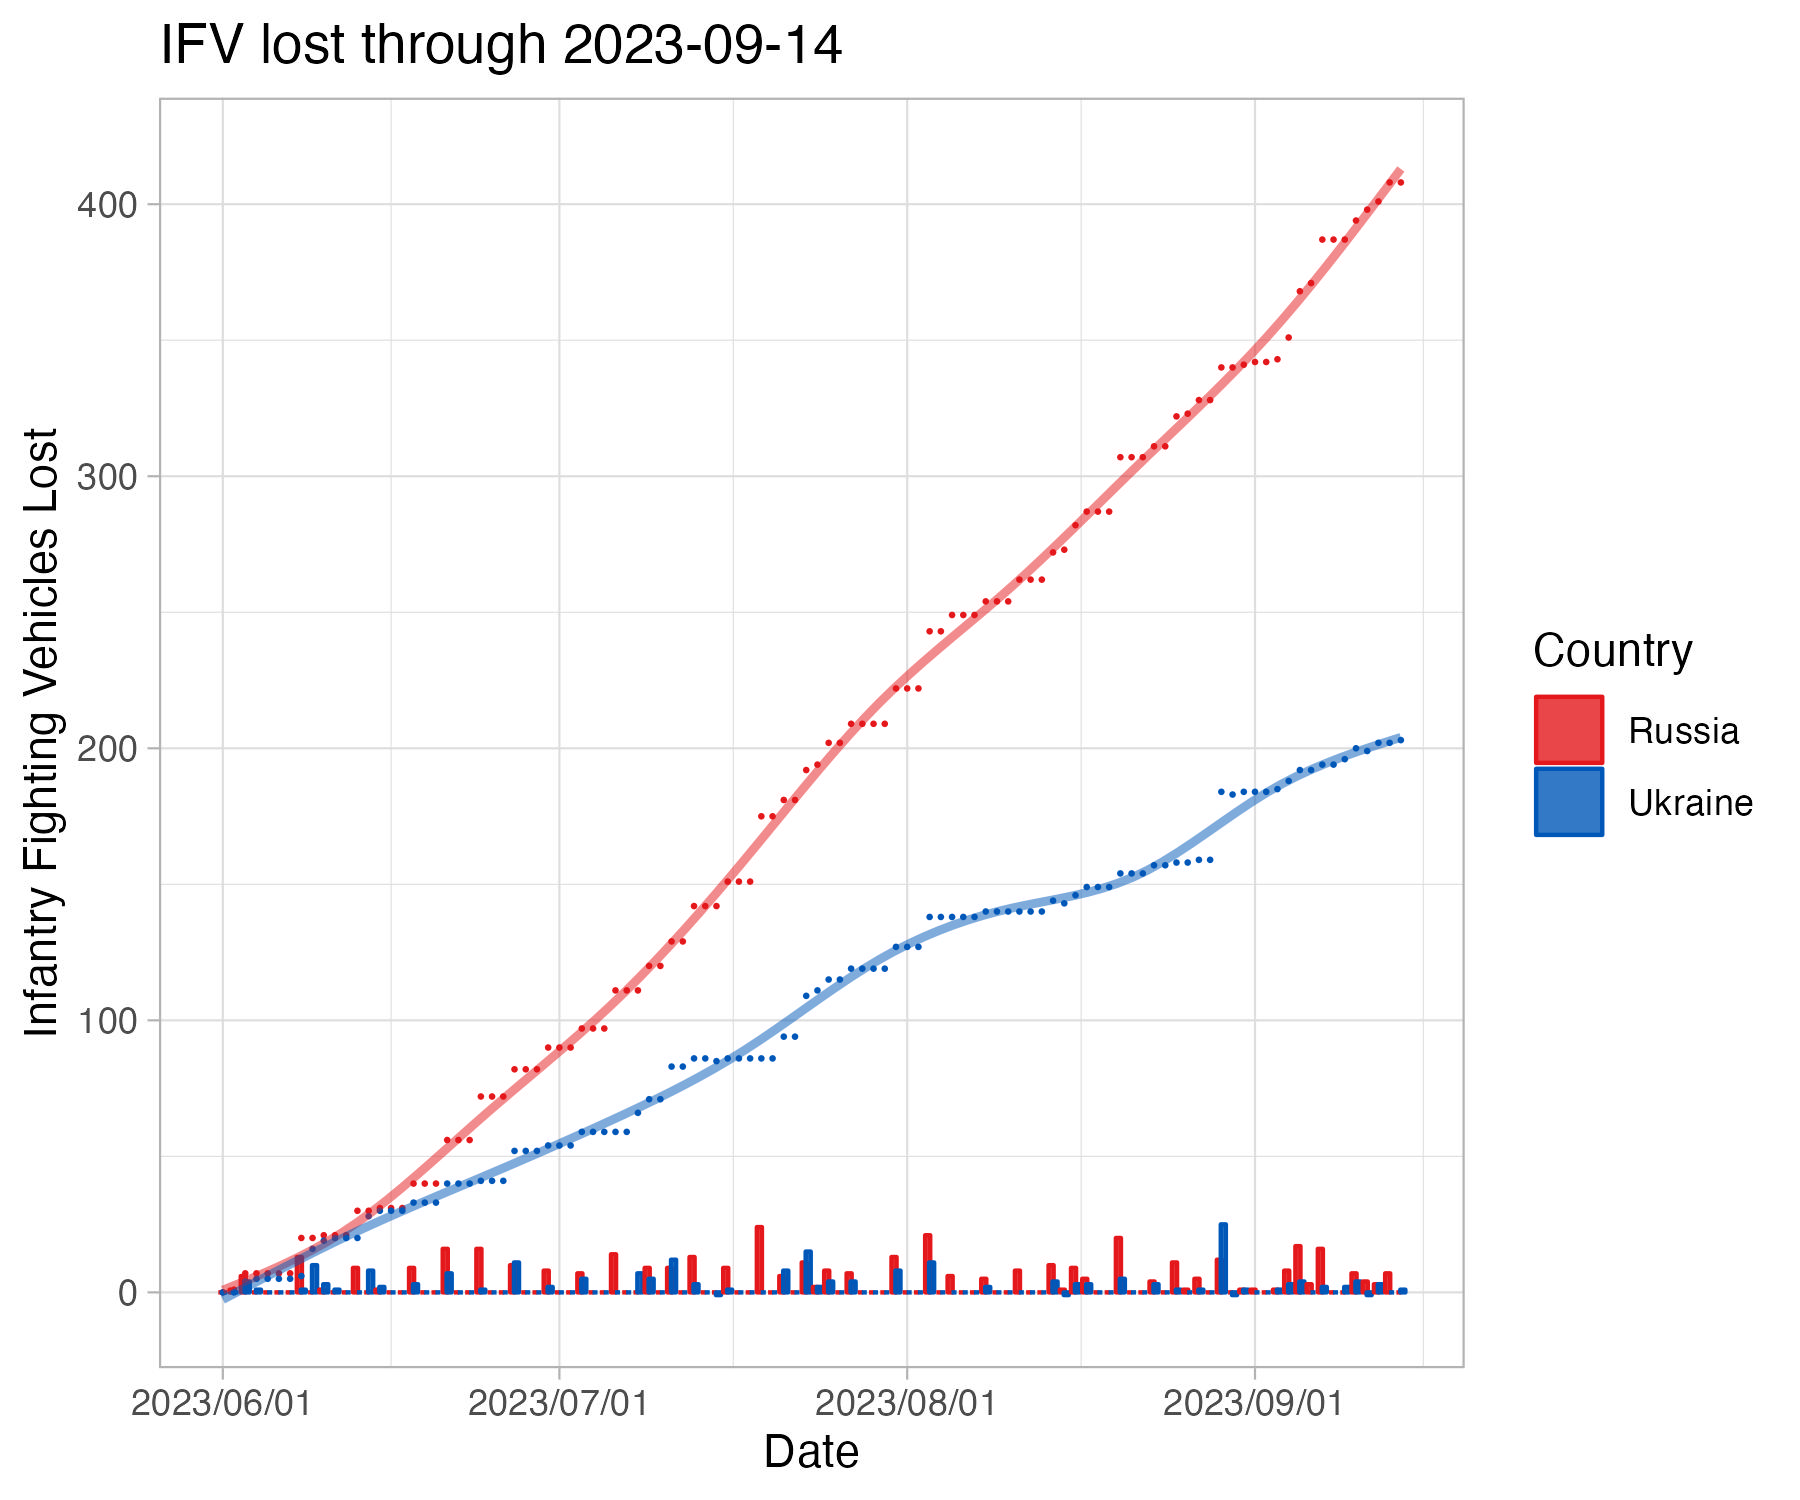 IFV lost through 2023-09-14
Infantry Fighting Vehicles Lost
400
300
200
100
0
2023/06/01
2023/07/01
2023/08/01
2023/09/01
Date
Country
Russia
Ukraine